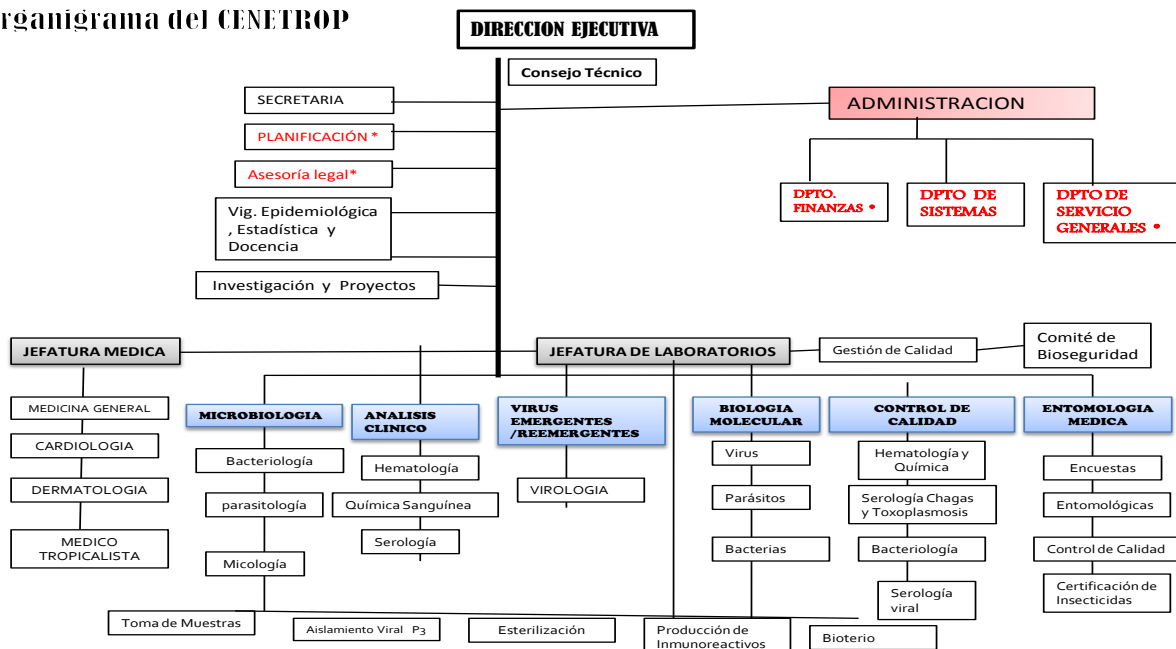 rganigrama del CENETROP
DIRECCION EJECUTIVA
Consejo Técnico
SECRETARIA
ADMINISTRACION
PLANIFICACIÓN *
Asesoría legal*
DPTO.
FINANZAS *
DPTO DE
SISTEMAS
DPTO DE
SERVICIO
GENERALES *
Vig. Epidemiológica
, Estadística y
Docencia
Investigación y Proyectos
JEFATURA MEDICA
JEFATURA DE LABORATORIOS
Gestión de Calidad
Comité de
Bioseguridad
MEDICINA GENERAL
CARDIOLOGIA
DERMATOLOGIA
MEDICO
TROPICALISTA
MICROBIOLOGIA
Bacteriología
parasitología
Micología
ANALISIS
CLINICO
Hematología
Química Sanguínea
Serología
VIRUS
EMERGENTES
/REEMERGENTES
VIROLOGIA
BIOLOGIA
MOLECULAR
Virus
Parásitos
Bacterias
CONTROL DE
CALIDAD
Hematología y
Química
Serología Chagas
y Toxoplasmosis
Bacteriología
Serología
viral
ENTOMOLOGIA
MEDICA
Encuestas
Entomológicas
Control de Calidad
Certificación de
Insecticidas
Toma de Muestras
Aislamiento Viral P3
Esterilización
Producción de
Inmunoreactivos
Bioterio